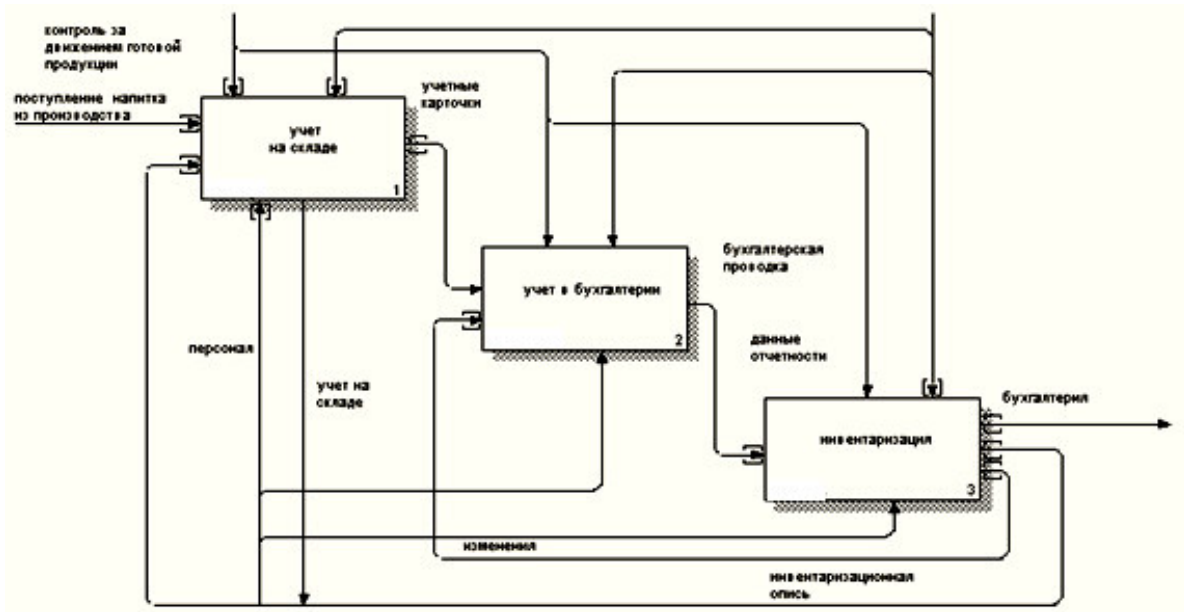 контроль за
движением готовой
продукции
поступление напитка
из производства
учетные
карточки
учет
на складе
1
учет в бухгалтерии
2
бухгалтерская
проводка
персонал
учет на
складе
данные
отчетности
бухгалтерия
инвентаризация
3
изменения
инвентаризационная
опись